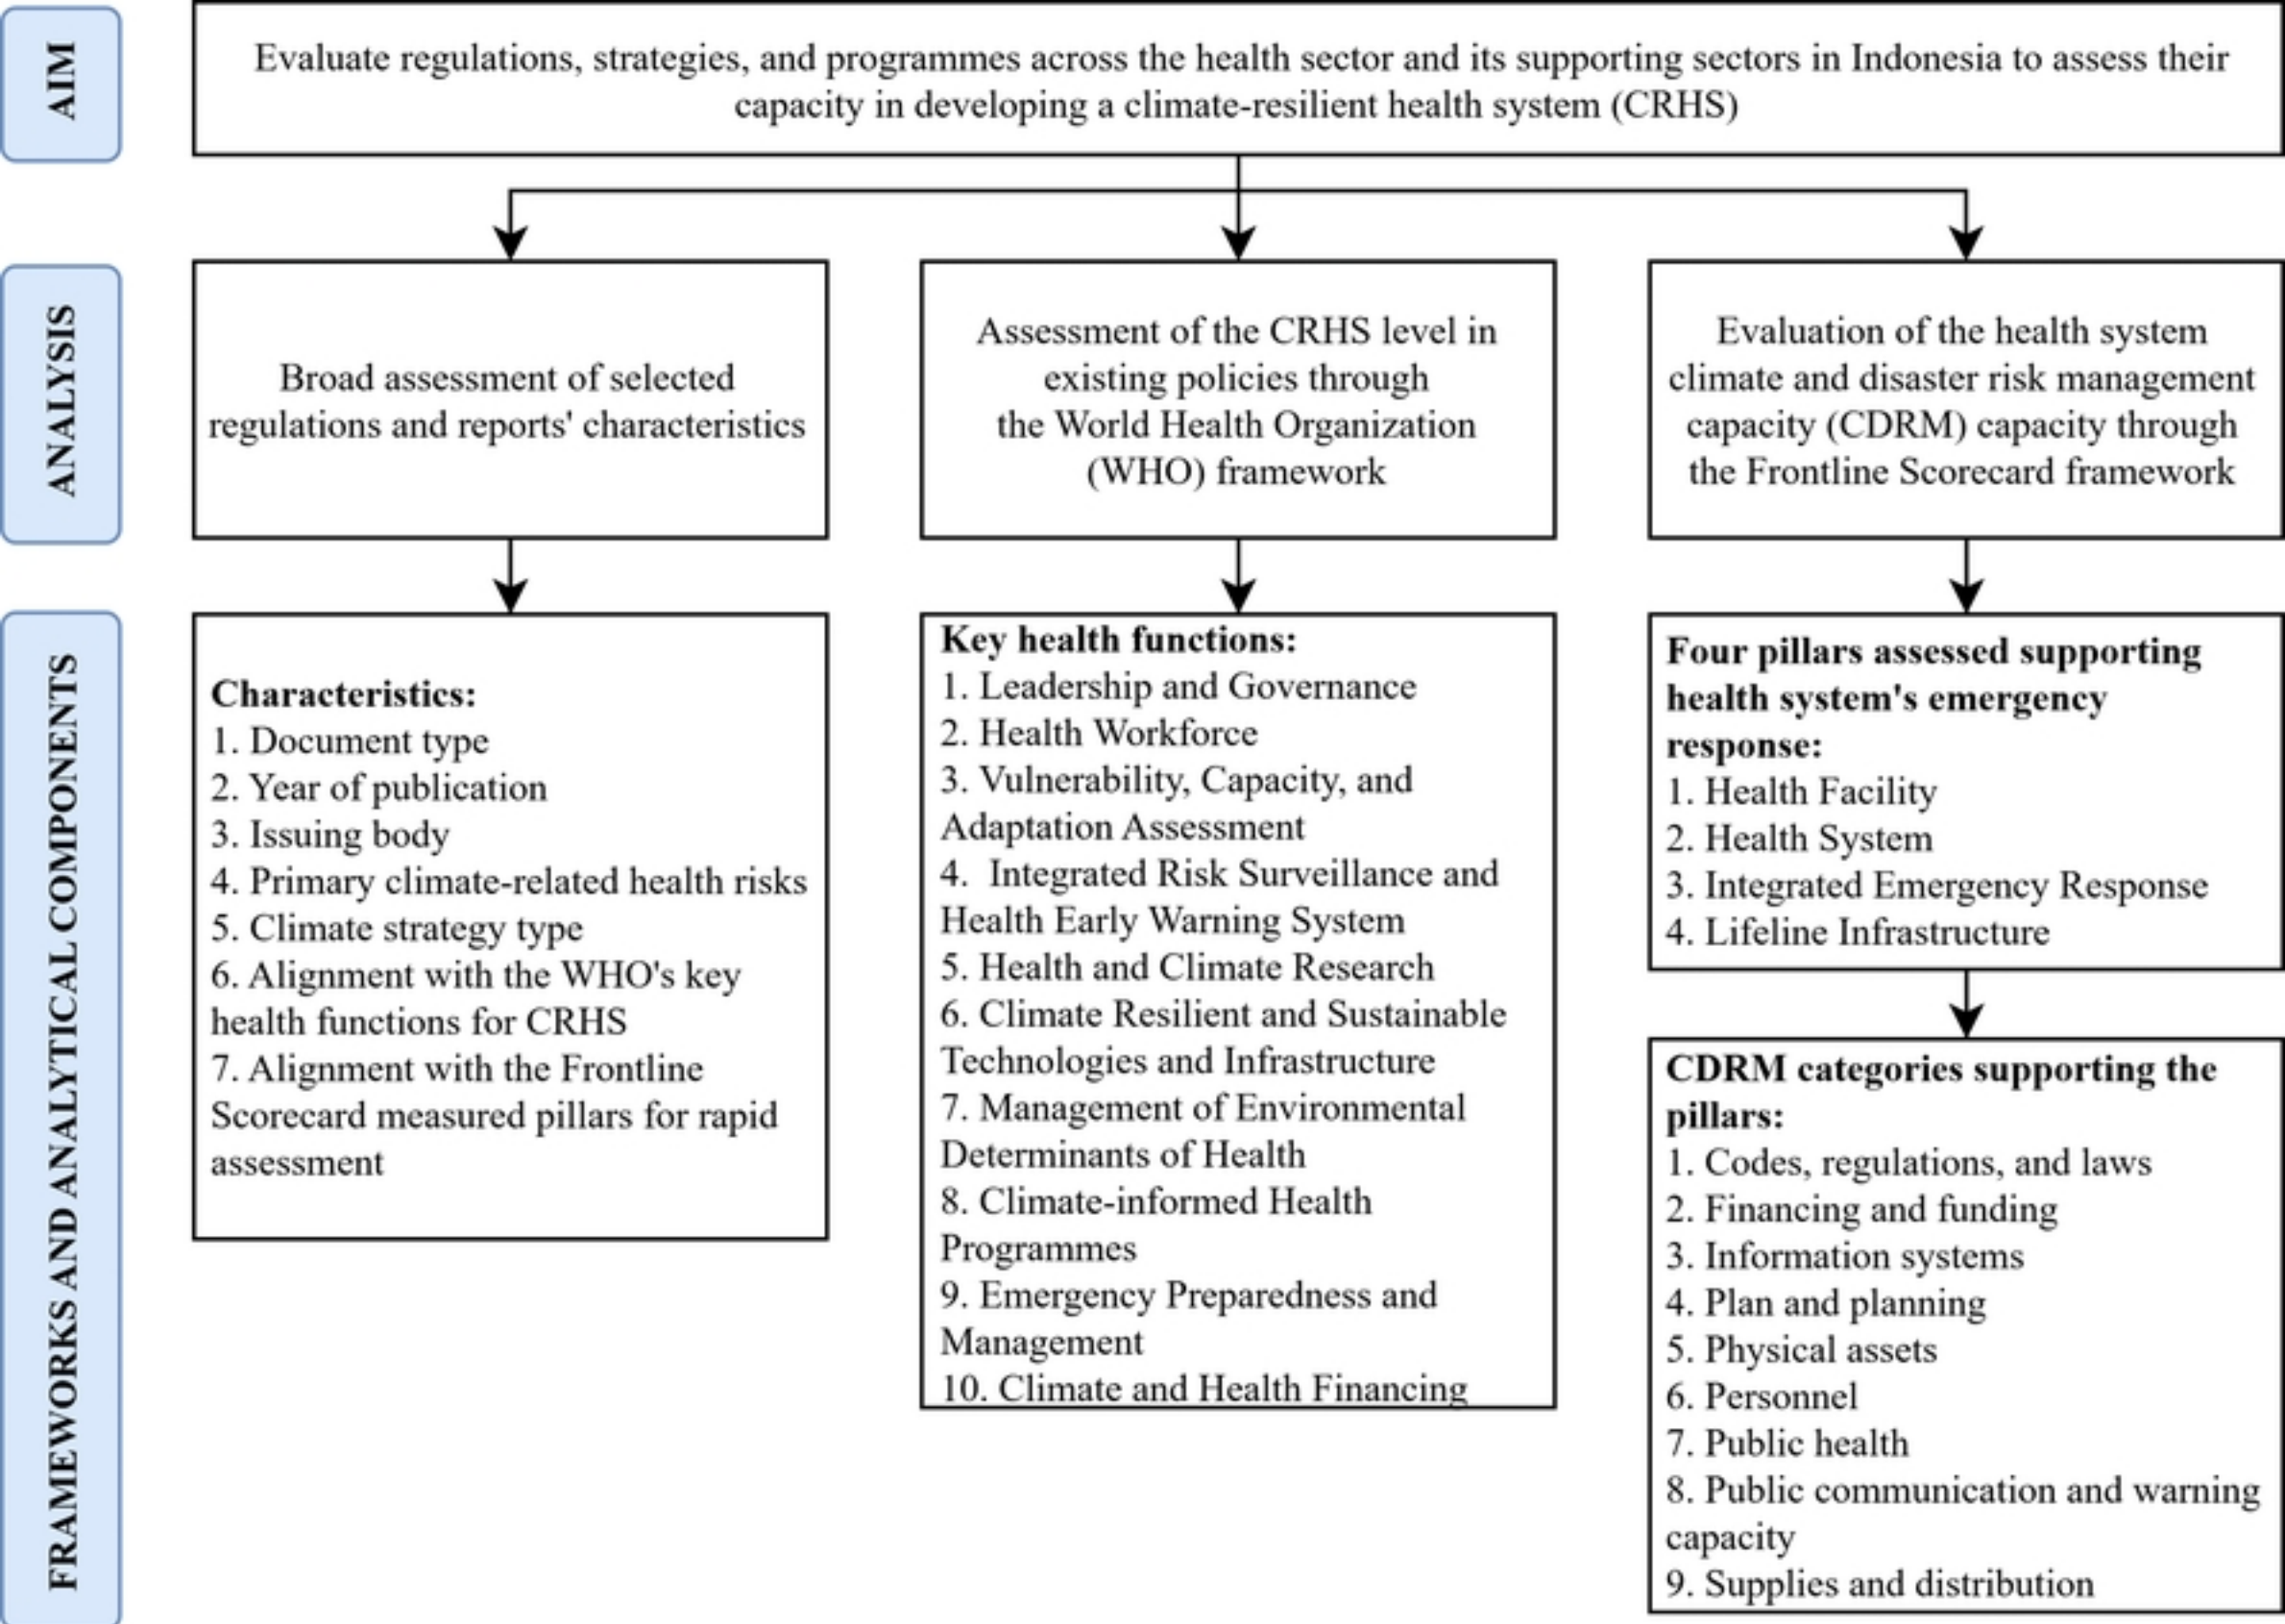 AIM
Evaluate regulations, strategies, and programmes across the health sector and its supporting sectors in Indonesia to assess their
capacity in developing a climate-resilient health system (CRHS)
ANALYSIS
Broad assessment of selected
regulations and reports' characteristics
Assessment of the CRHS level in
existing policies through
the World Health Organization
(WHO) framework
Evaluation of the health system
climate and disaster risk management
capacity (CDRM) capacity through
the Frontline Scorecard framework
FRAMEWORKS AND ANALYTICAL COMPONENTS
Characteristics:
1. Document type
2. Year of publication
3. Issuing body
4. Primary climate-related health risks
5. Climate strategy type
6. Alignment with the WHO's key
health functions for CRHS
7. Alignment with the Frontline
Scorecard measured pillars for rapid
assessment
Key health functions:
1. Leadership and Governance
2. Health Workforce
3. Vulnerability, Capacity, and
Adaptation Assessment
4.  Integrated Risk Surveillance and
Health Early Warning System
5. Health and Climate Research
6. Climate Resilient and Sustainable
Technologies and Infrastructure
7. Management of Environmental
Determinants of Health
8. Climate-informed Health
Programmes
9. Emergency Preparedness and
Management
10. Climate and Health Financing
Four pillars assessed supporting
health system's emergency
response:
1. Health Facility
2. Health System
3. Integrated Emergency Response
4. Lifeline Infrastructure
CDRM categories supporting the
pillars:
1. Codes, regulations, and laws
2. Financing and funding
3. Information systems
4. Plan and planning
5. Physical assets
6. Personnel
7. Public health
8. Public communication and warning
capacity
9. Supplies and distribution